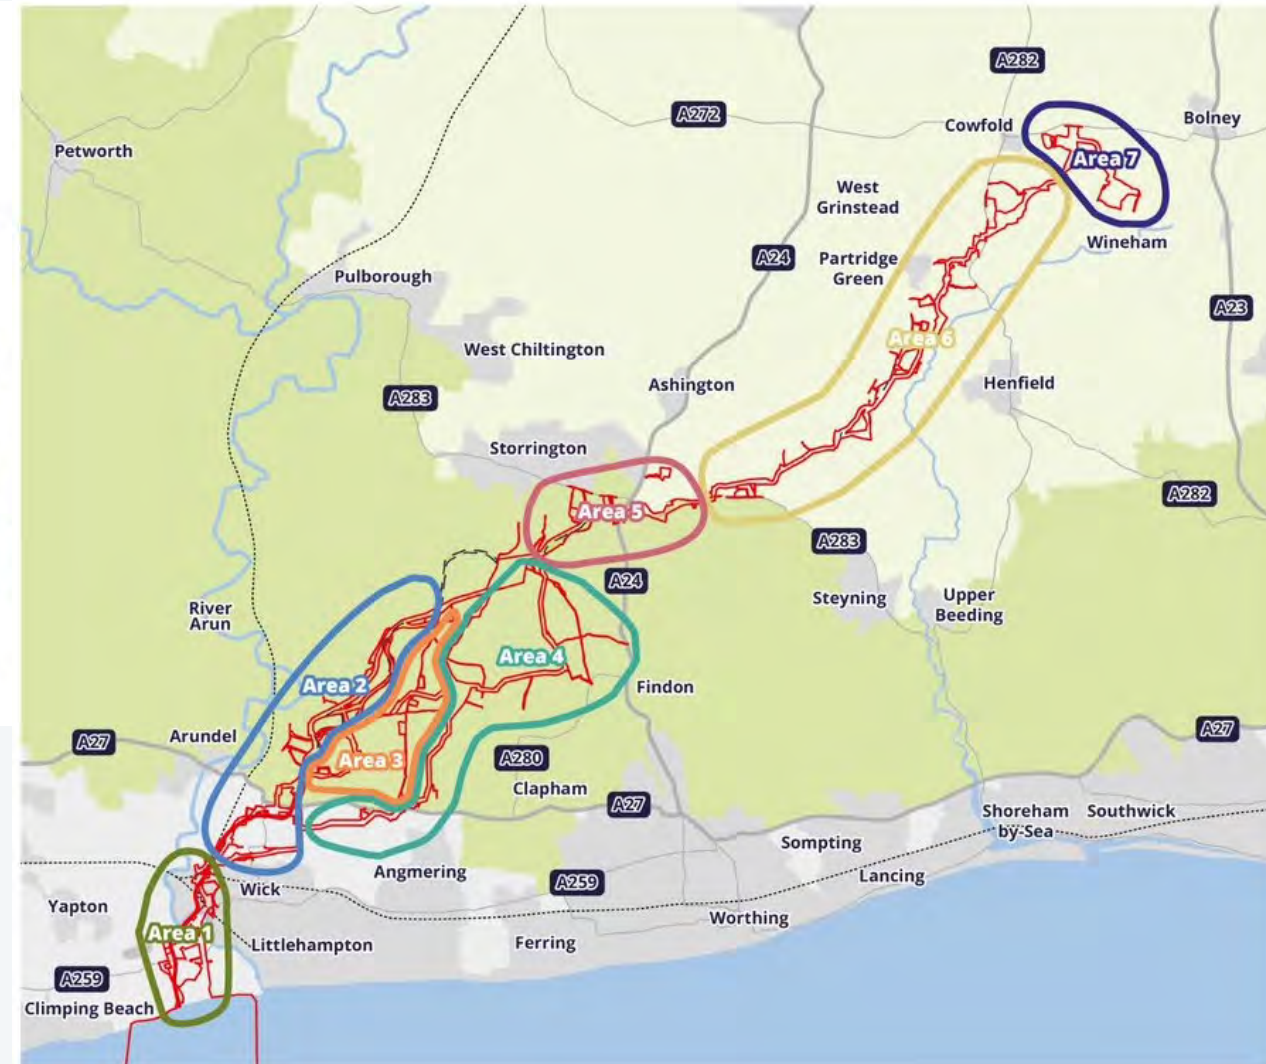 A282
A272
Cowfold
Bolney
Petworth
Area 7
West
Grinstead
Wineham
A24
Partridge
Green
Pulborough
A23
Area 6
West Chiltington
Ashington
Henfield
A283
Storrington
A282
Area 5
A283
A24
Steyning
Upper
Beeding
River
Arun
Area 4
Area 2
Findon
Arundel
A27
A27
Area 3
A280
Clapham
A27
Shoreham
by-Sea
Southwick
Sompting
Angmering
Lancing
A259
Wick
Yapton
Worthing
Area 1
Littlehampton
Ferring
A259
Climping Beach